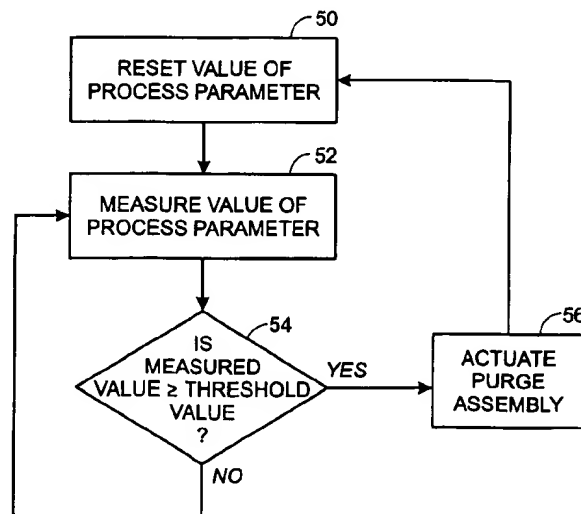 50
RESET VALUE OF
PROCESS PARAMETER
52
MEASURE VALUE OF
PROCESS PARAMETER
54
IS
MEASURED
VALUE ≥ THRESHOLD
VALUE
?
YES
NO
56
ACTUATE
PURGE
ASSEMBLY